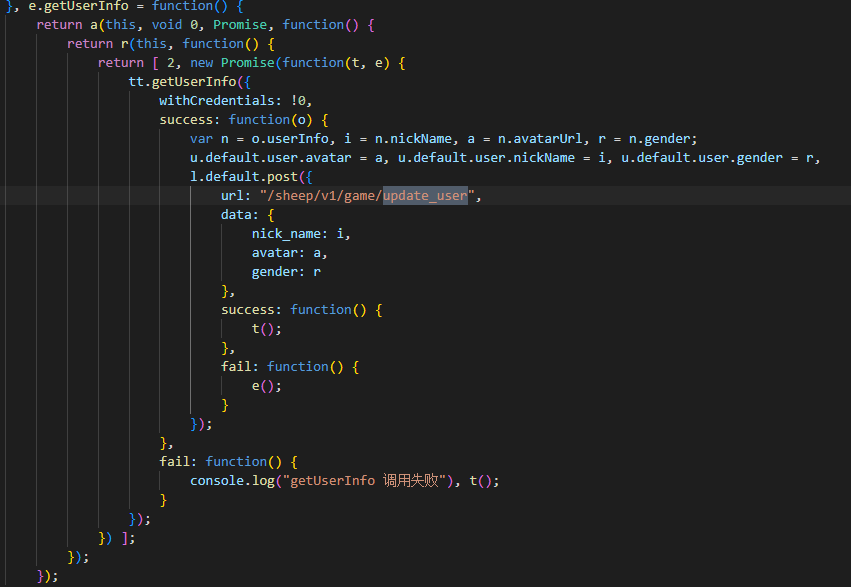 }, e.getUserInfo = function() {
return a(this, void 0, Promise, function() {
return r(this, function() {
return [ 2, new Promise(function(t, e) {
tt.getUserInfo({
withCredentials: !0,
success: function(o) {
var n = o.userInfo, i = n.nickName, a = n.avatarUrl, r = n.gender;
u.default.user.avatar = a, u.default.user.nickName = i, u.default.user.gender = r,
l.default.post({
url: "/sheep/v1/game/update_user",
data: {
nick_name: i,
avatar: a,
gender: r
},
success: function() {
t();
},
fail: function() {
e();
}
});
},
fail: function() {
console.log("getUserInfo 调用失败"), t();
}
});
}) ];
});
});